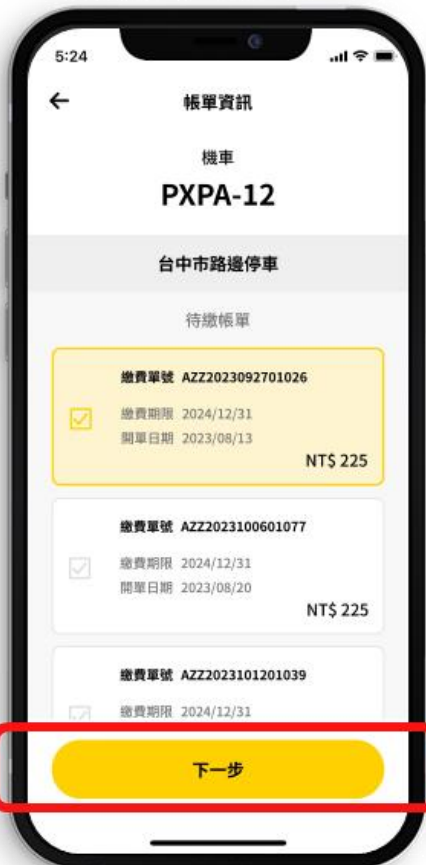 5:24
帳單資訊
機車
PXPA-12
台中市路邊停車
待繳帳單
繳費單號 AZZ2023092701026
繳費期限 2024/12/31
開單日期 2023/08/13
NT$ 225
繳費單號 AZZ2023100601077
繳費期限 2024/12/31
開單日期 2023/08/20
NT$ 225
繳費單號 AZZ2023101201039
繳費期限 2024/12/31
下一步